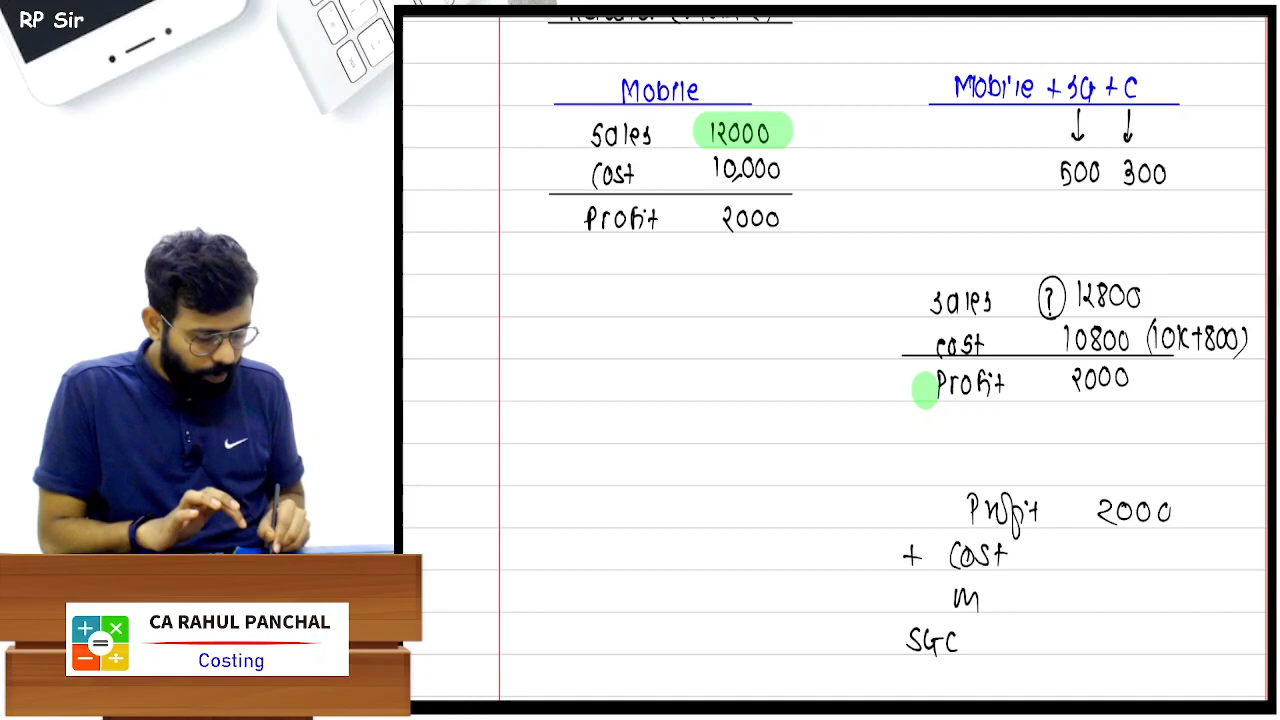 RP Sir
Mobile
Sales 12000
Cost 10,000
Profit 2000
Mobile + SG + C
↓ ↓
500 300
Sales ? 12800
cost 10800 (10K+800)
Profit 2000
Profit 2000
+ Cost
M
SGC
CA RAHUL PANCHAL
Costing